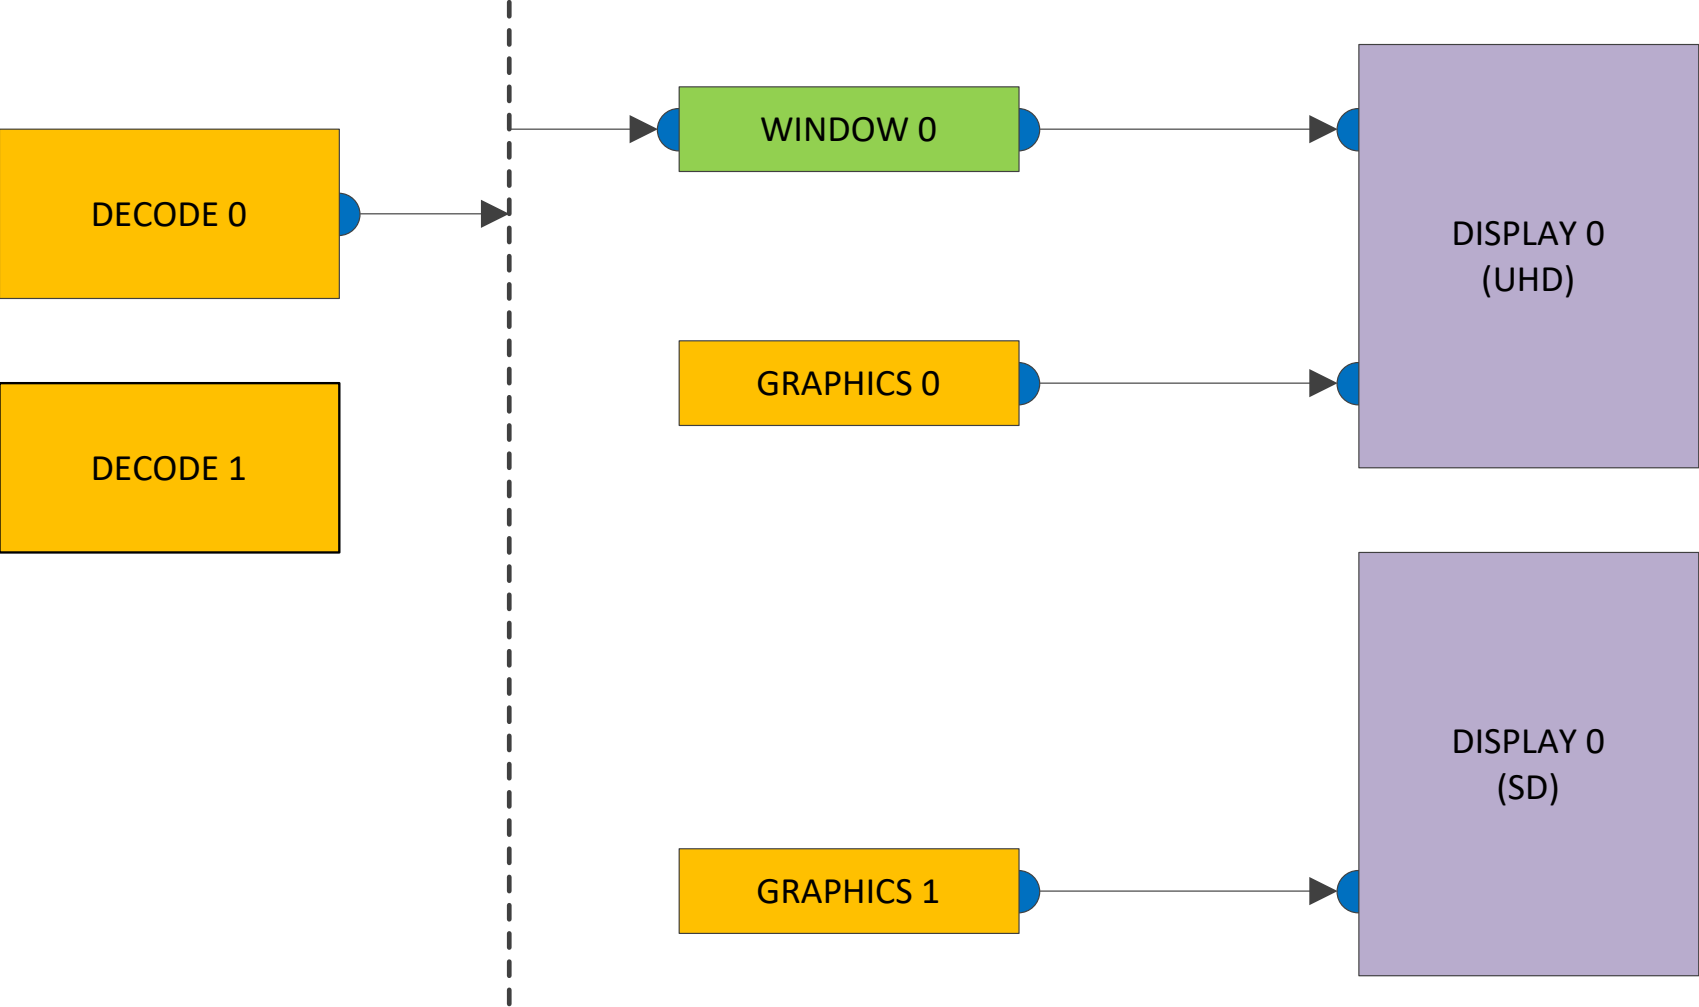 WINDOW 0
DECODE 0
DISPLAY 0
(UHD)
GRAPHICS 0
DECODE 1
DISPLAY 0
(SD)
GRAPHICS 1